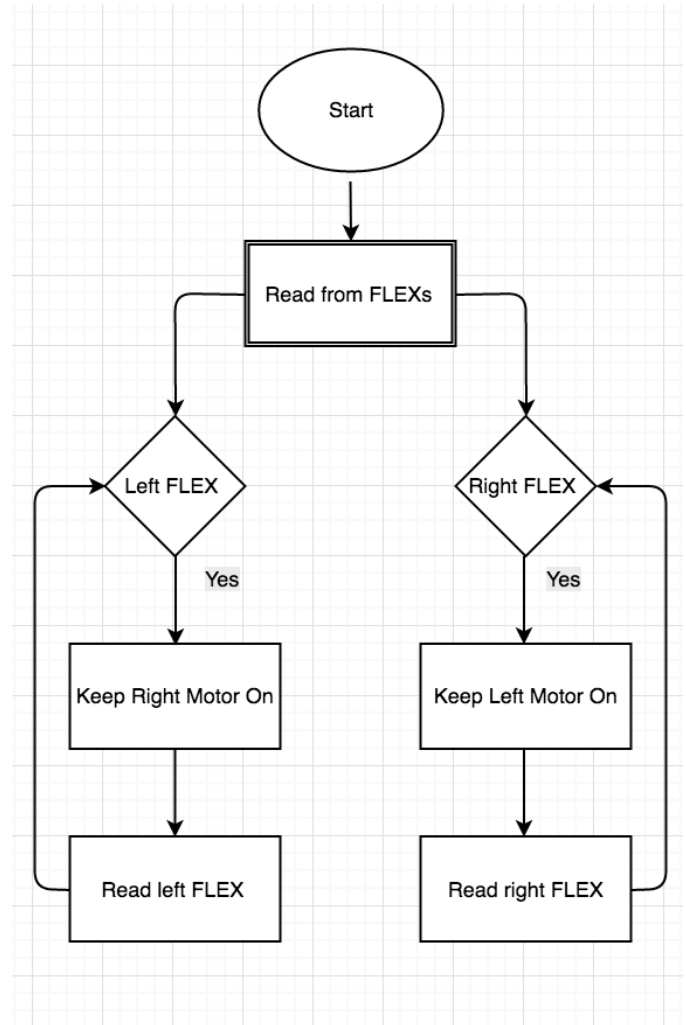 Start
Read from FLEXs
Left FLEX
Right FLEX
Yes
Yes
Keep Right Motor On
Keep Left Motor On
Read left FLEX
Read right FLEX